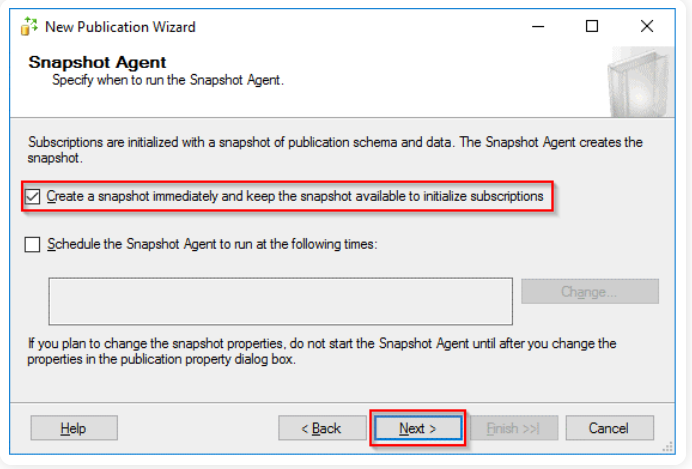 New Publication Wizard
Snapshot Agent
Specify when to run the Snapshot Agent.
Subscriptions are initialized with a snapshot of publication schema and data. The Snapshot Agent creates the
snapshot.
Create a snapshot immediately and keep the snapshot available to initialize subscriptions
Schedule the Snapshot Agent to run at the following times:
Change...
If you plan to change the snapshot properties, do not start the Snapshot Agent until after you change the
properties in the publication property dialog box.
Help < Back Next > Finish >>| Cancel